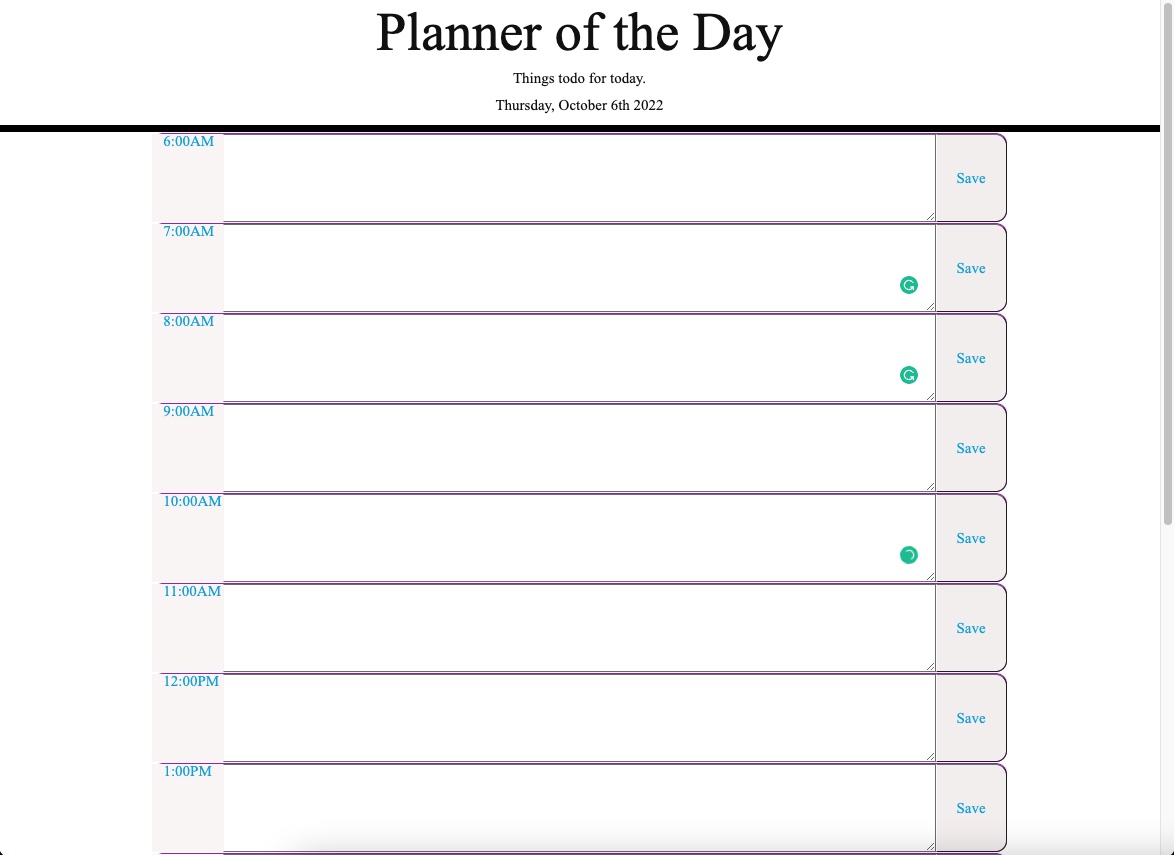 Planner of the Day
Things todo for today.
Thursday, October 6th 2022
6:00AM
Save
7:00AM
Save
8:00AM
Save
9:00AM
Save
10:00AM
Save
11:00AM
Save
12:00PM
Save
1:00PM
Save